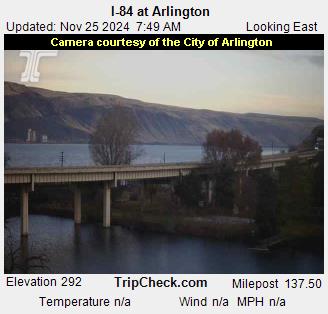 I-84 at Arlington
Updated: Nov 25 2024 7:49 AM Looking East
Camera courtesy of the City of Arlington
Elevation 292 TripCheck.com Milepost 137.50
Temperature n/a Wind n/a MPH n/a